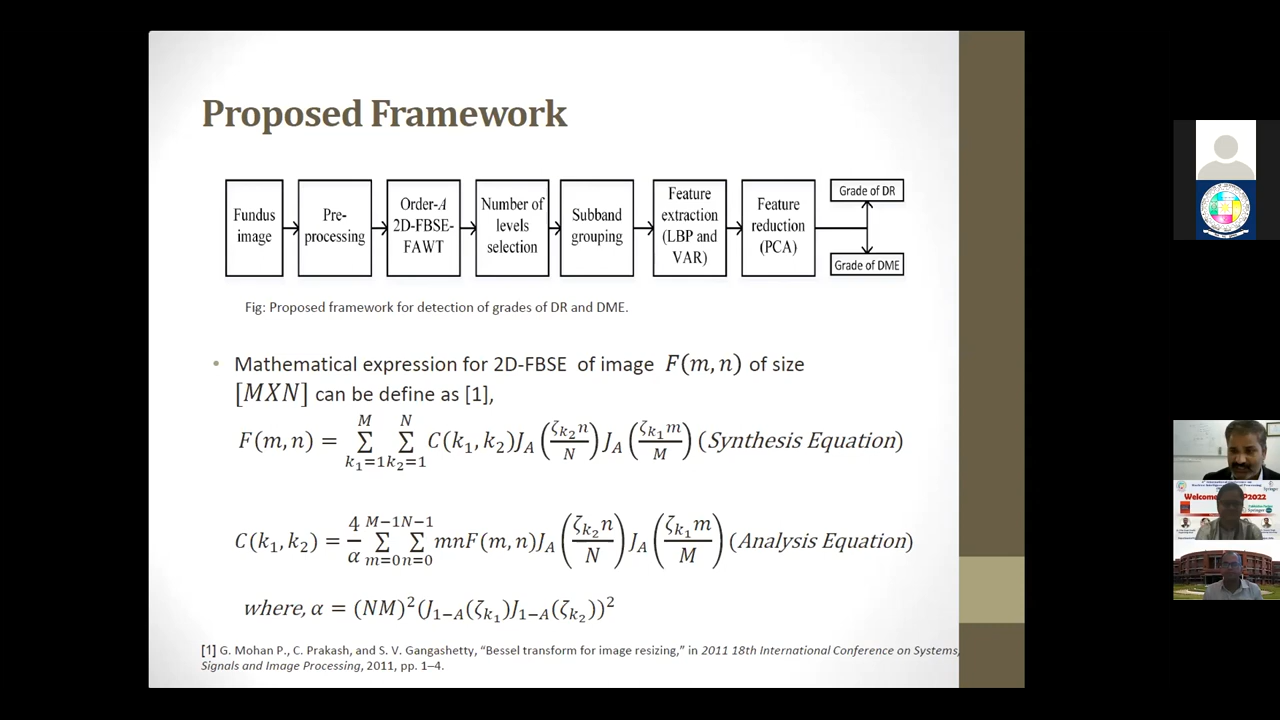 Proposed Framework
Fundus
image
Pre-
processing
Order-A
2D-FBSE-
FAWT
Number of
levels
selection
Subband
grouping
Feature
extraction
(LBP and
VAR)
Feature
reduction
(PCA)
Grade of DR
Grade of DME
Fig: Proposed framework for detection of grades of DR and DME.
• Mathematical expression for 2D-FBSE of image F(m, n) of size
[MXN] can be define as [1],
F(m, n) = ∑_{k₁=1}^{M} ∑_{k₂=1}^{N} C(k₁, k₂)J_A(ζ_{k₂}n/N) J_A(ζ_{k₁}m/M) (Synthesis Equation)
C(k₁, k₂) = 4/α ∑_{m=0}^{M−1} ∑_{n=0}^{N−1} mnF(m, n)J_A(ζ_{k₂}n/N) J_A(ζ_{k₁}m/M) (Analysis Equation)
where, α = (NM)²(J_{1−A}(ζ_{k₁})J_{1−A}(ζ_{k₂}))²
[1] G. Mohan P., C. Prakash, and S. V. Gangashetty, “Bessel transform for image resizing,” in 2011 18th International Conference on Systems,
Signals and Image Processing, 2011, pp. 1–4.